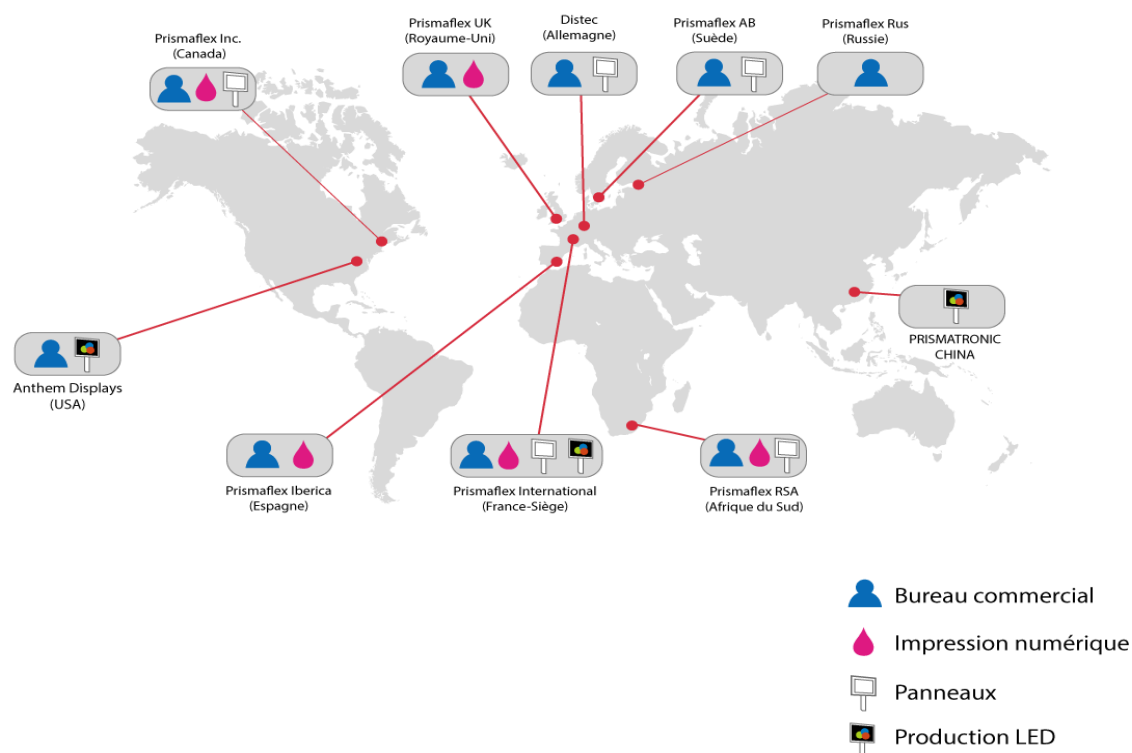 Prismaflex Inc.
(Canada)
Prismaflex UK
(Royaume-Uni)
Distec
(Allemagne)
Prismaflex AB
(Suède)
Prismaflex Rus
(Russie)
PRISMATRONIC
CHINA
Anthem Displays
(USA)
Prismaflex Iberica
(Espagne)
Prismaflex International
(France-Siège)
Prismaflex RSA
(Afrique du Sud)
Bureau commercial
Impression numérique
Panneaux
Production LED